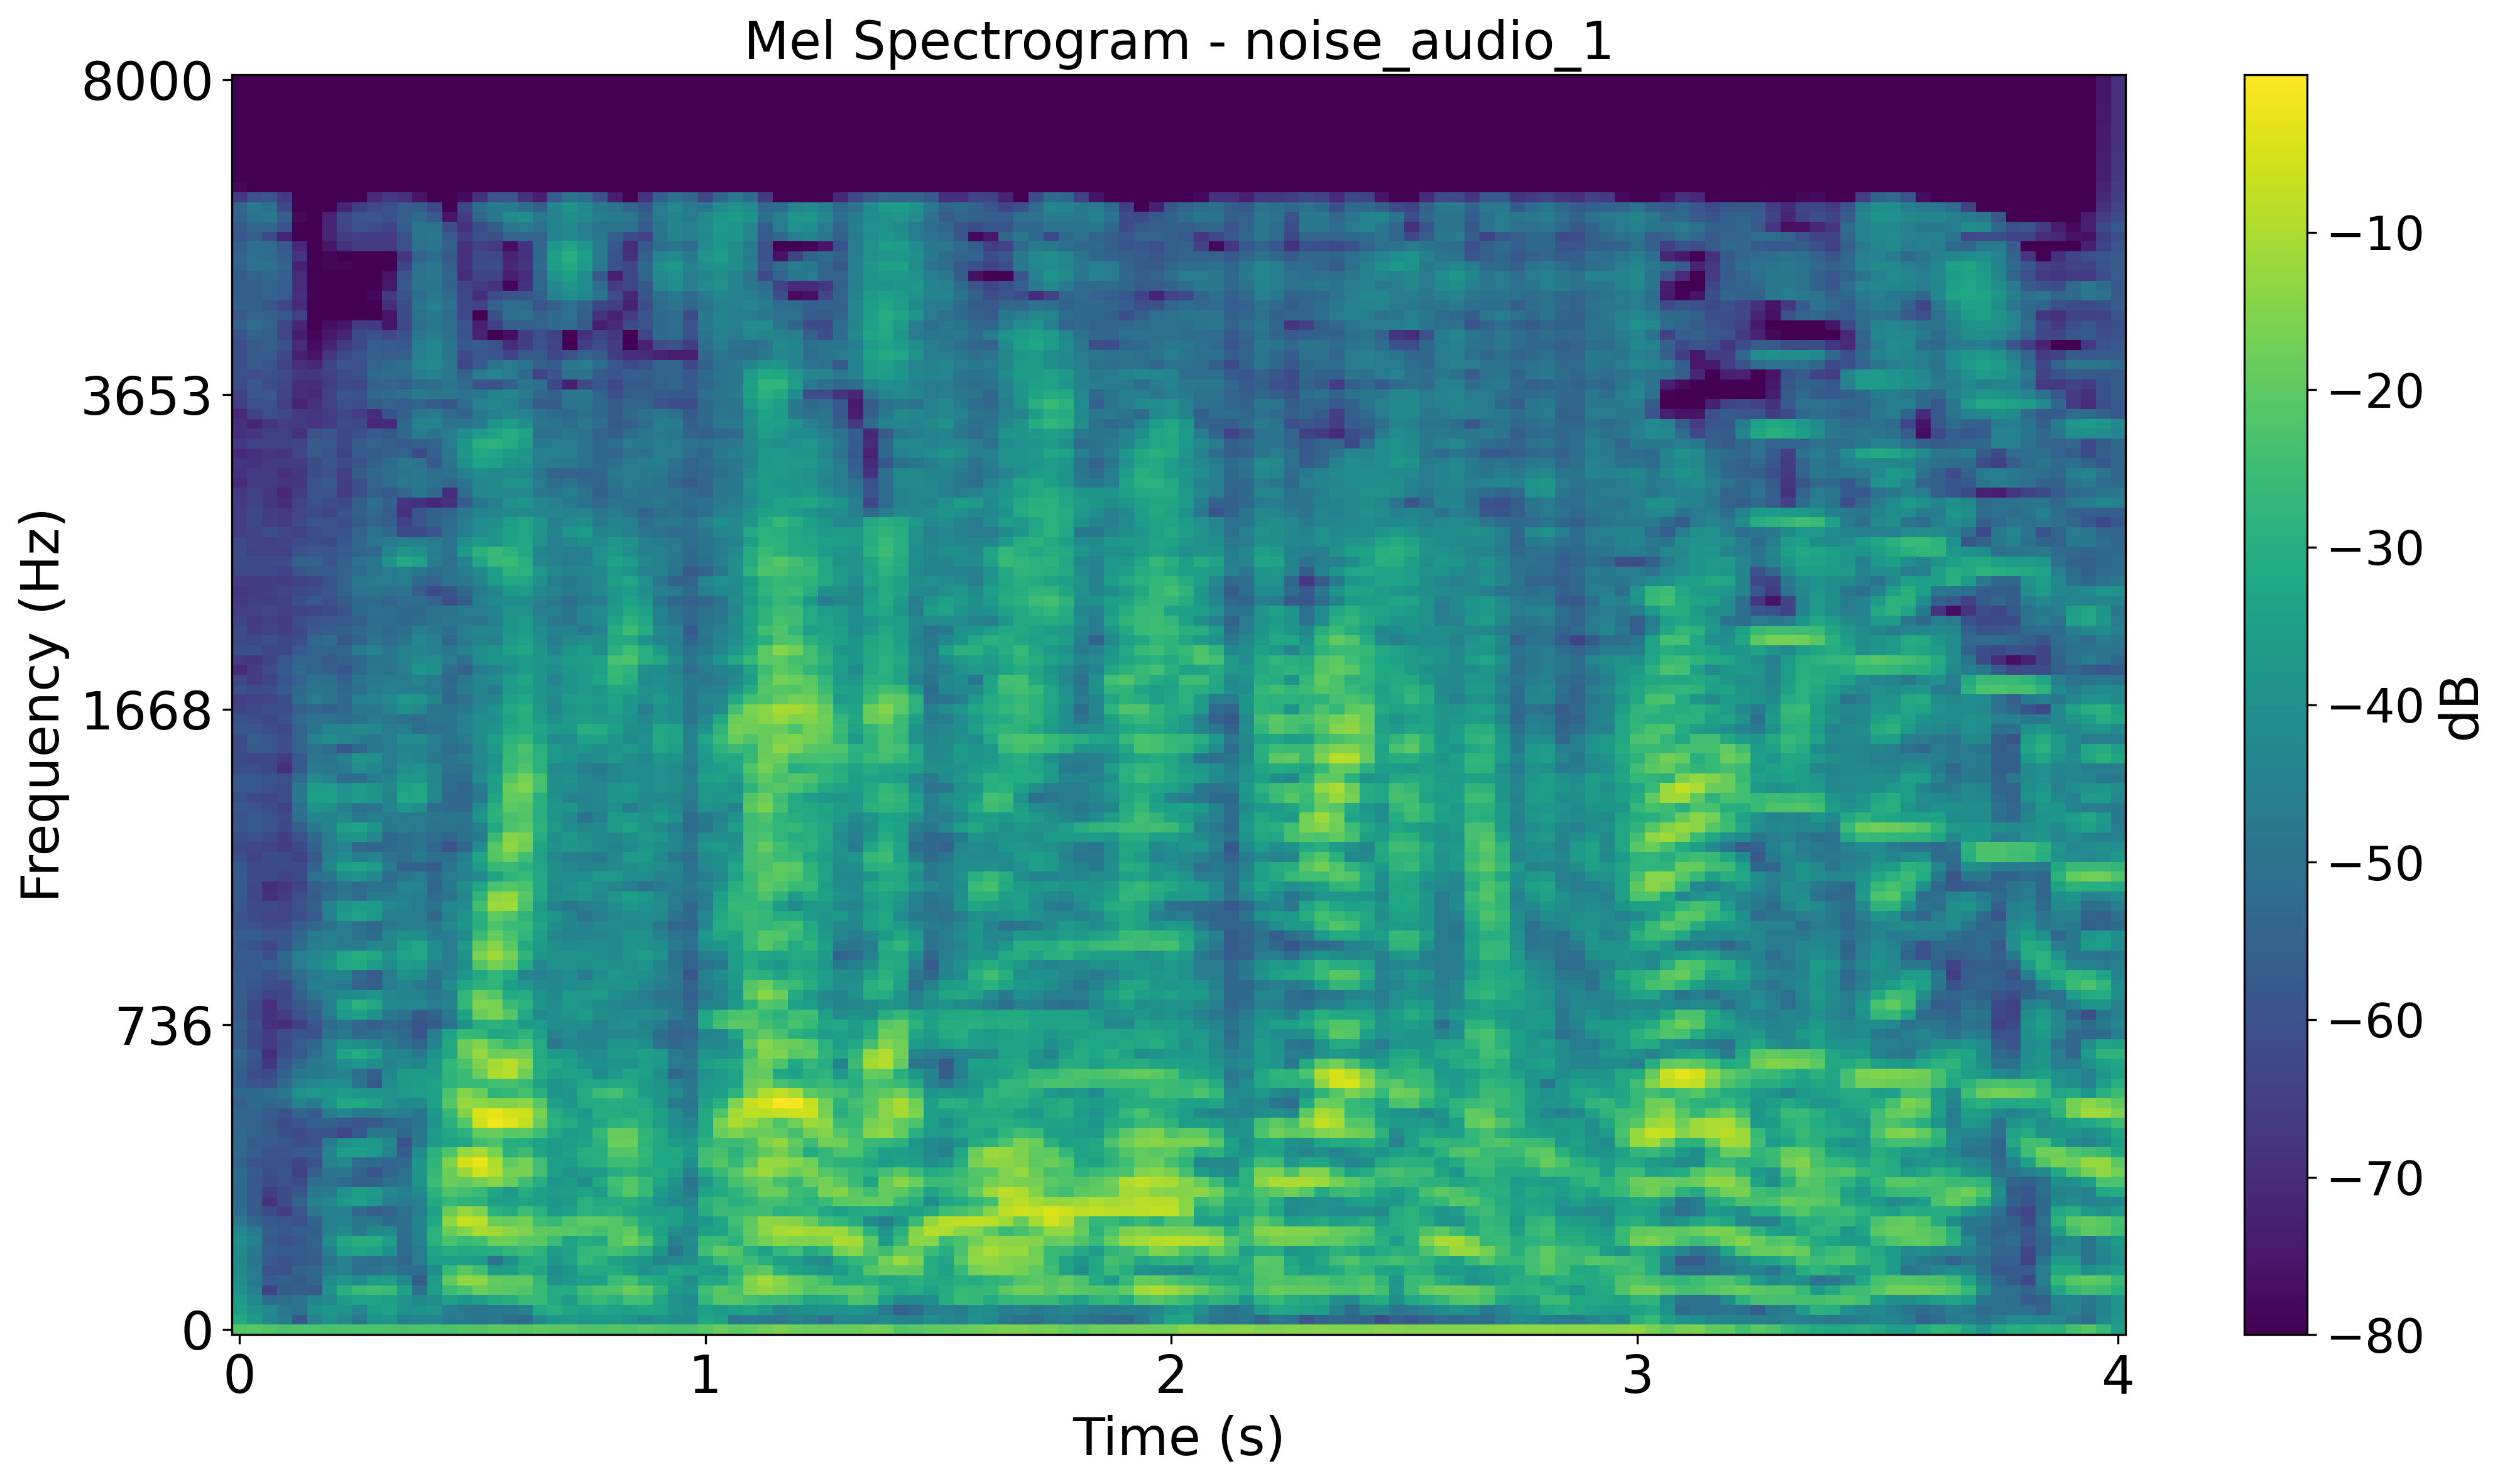 Mel Spectrogram - noise_audio_1
8000
3653
1668
736
0
Frequency (Hz)
0 1 2 3 4
Time (s)
−10
−20
−30
−40
−50
−60
−70
−80
dB